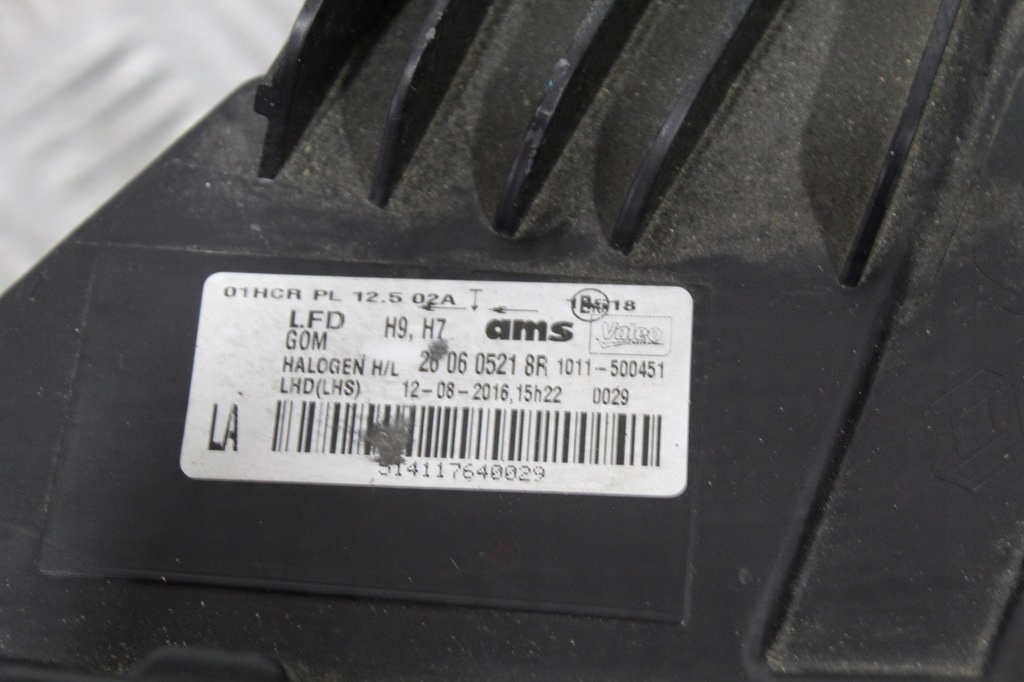 01HCR PL 12.5 02A
LFD H9, H7 ams Valeo
GOM
HALOGEN H/L 26 06 0521 8R 1011-500451
LHD(LHS) 12-08-2016,15h22 0029
LA
514117640029